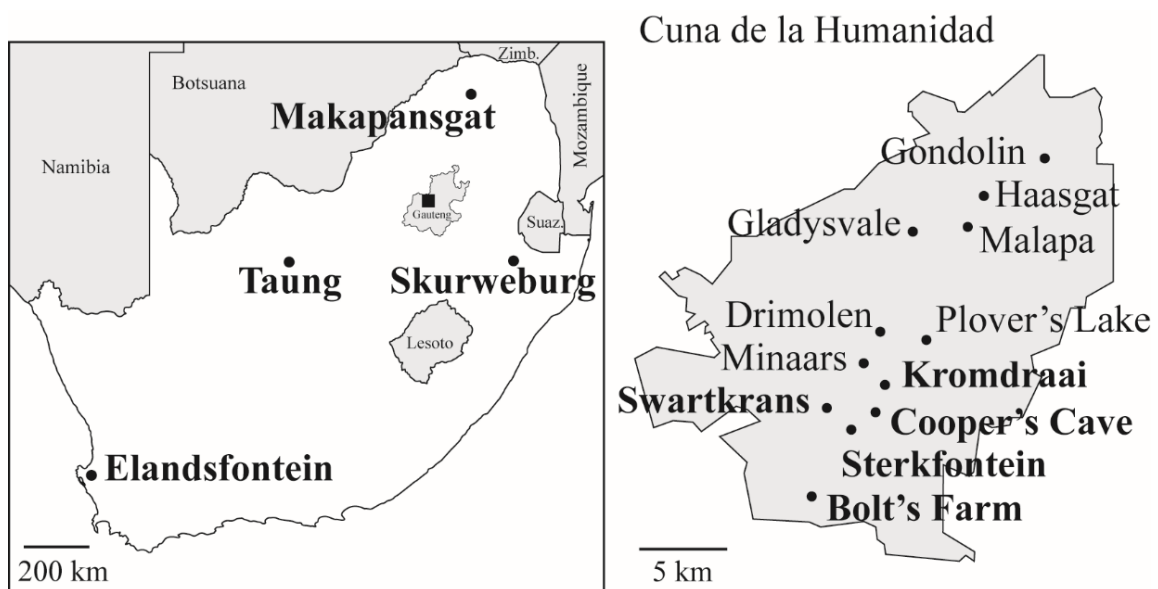 Cuna de la Humanidad
Zimb.
Botsuana
Makapansgat
Mozambique
Namibia
Gauteng
Suaz.
Taung
Skurweburg
Lesoto
Elandsfontein
200 km
Gondolin
Haasgat
Gladysvale
Malapa
Drimolen
Plover's Lake
Minaars
Kromdraai
Swartkrans
Cooper's Cave
Sterkfontein
Bolt's Farm
5 km